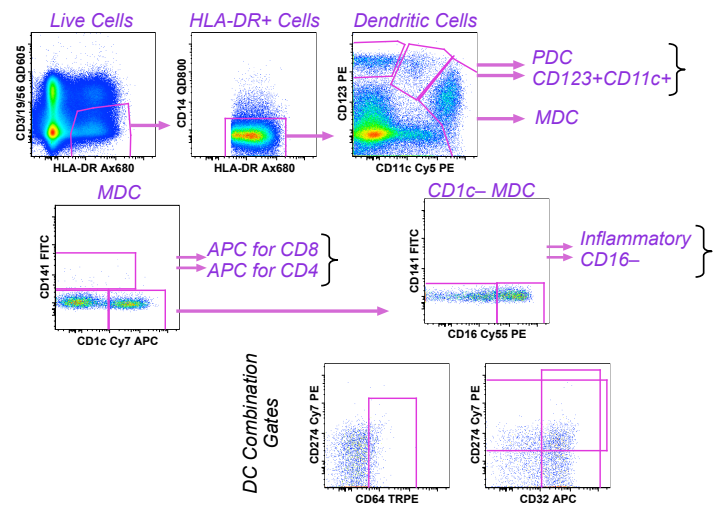 Live Cells
HLA-DR+ Cells
Dendritic Cells
CD3/19/56 QD605
HLA-DR Ax680
CD14 QD800
HLA-DR Ax680
CD123 PE
CD11c Cy5 PE
PDC
CD123+CD11c+
MDC
MDC
CD141 FITC
CD1c Cy7 APC
APC for CD8
APC for CD4
CD1c– MDC
CD141 FITC
CD16 Cy55 PE
Inflammatory
CD16–
DC Combination
Gates
CD274 Cy7 PE
CD64 TRPE
CD274 Cy7 PE
CD32 APC